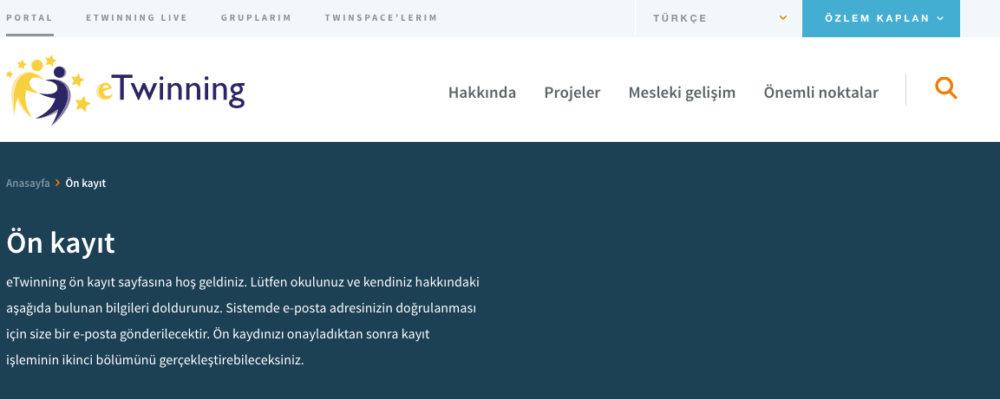 PORTAL ETWINNING LIVE GRUPLARIM TWINSPACE'LERIM TÜRKÇE ÖZLEM KAPLAN
eTwinning
Hakkında Projeler Mesleki gelişim Önemli noktalar
Anasayfa > Ön kayıt
Ön kayıt
eTwinning ön kayıt sayfasına hoş geldiniz. Lütfen okulunuz ve kendiniz hakkındaki
aşağıda bulunan bilgileri doldurunuz. Sistemde e-posta adresinizin doğrulanması
için size bir e-posta gönderilecektir. Ön kaydınızı onayladıktan sonra kayıt
işleminin ikinci bölümünü gerçekleştirebileceksiniz.